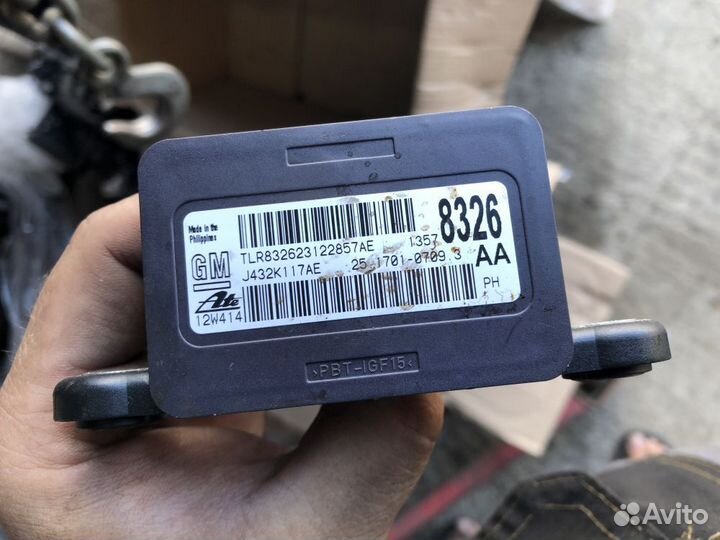 Made in the
Philippines
8326
TLR832623122857AE 1357
GM
J432K117AE 25.1701-0709.3 AA
Ate
12W414 PH
>PBT-IGF15<
Avito